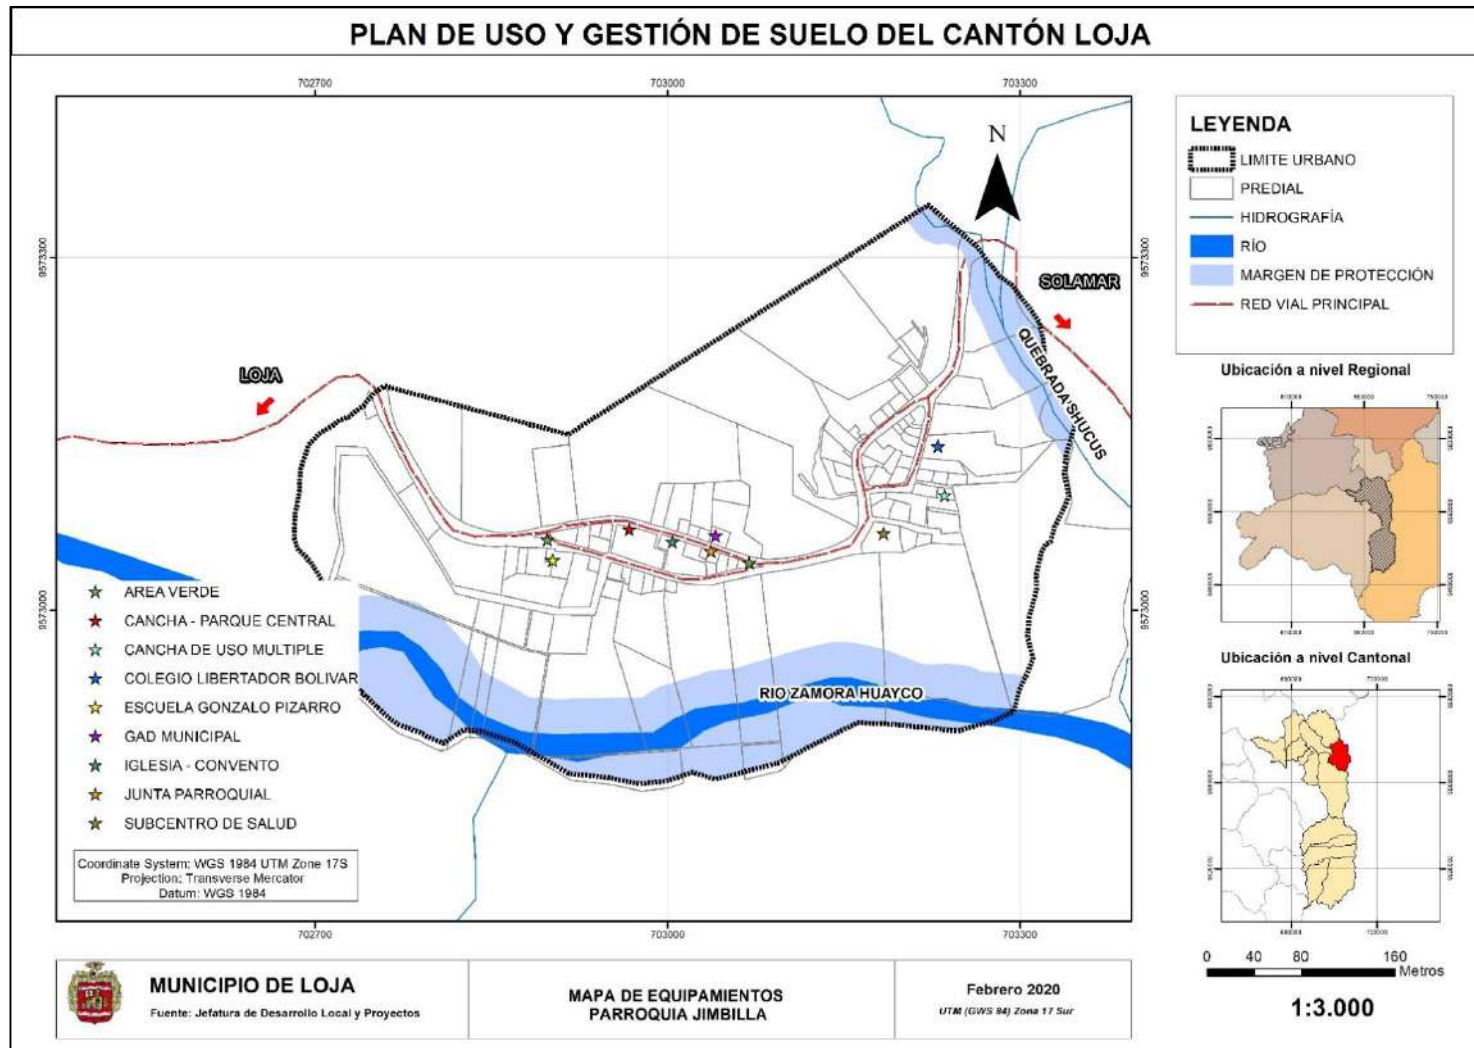 PLAN DE USO Y GESTIÓN DE SUELO DEL CANTÓN LOJA
702700
703000
703300
N
9573300
9573300
SOLAMAR
QUEBRADA SHUCUS
LOJA
9573000
9573000
RIO ZAMORA HUAYCO
AREA VERDE
CANCHA - PARQUE CENTRAL
CANCHA DE USO MULTIPLE
COLEGIO LIBERTADOR BOLIVAR
ESCUELA GONZALO PIZARRO
GAD MUNICIPAL
IGLESIA - CONVENTO
JUNTA PARROQUIAL
SUBCENTRO DE SALUD
Coordinate System: WGS 1984 UTM Zone 17S
Projection: Transverse Mercator
Datum: WGS 1984
702700
703000
703300
LEYENDA
LIMITE URBANO
PREDIAL
HIDROGRAFÍA
RÍO
MARGEN DE PROTECCIÓN
RED VIAL PRINCIPAL
Ubicación a nivel Regional
Ubicación a nivel Cantonal
0 40 80 160
Metros
1:3.000
MUNICIPIO DE LOJA
Fuente: Jefatura de Desarrollo Local y Proyectos
MAPA DE EQUIPAMIENTOS
PARROQUIA JIMBILLA
Febrero 2020
UTM (GWS 84) Zona 17 Sur